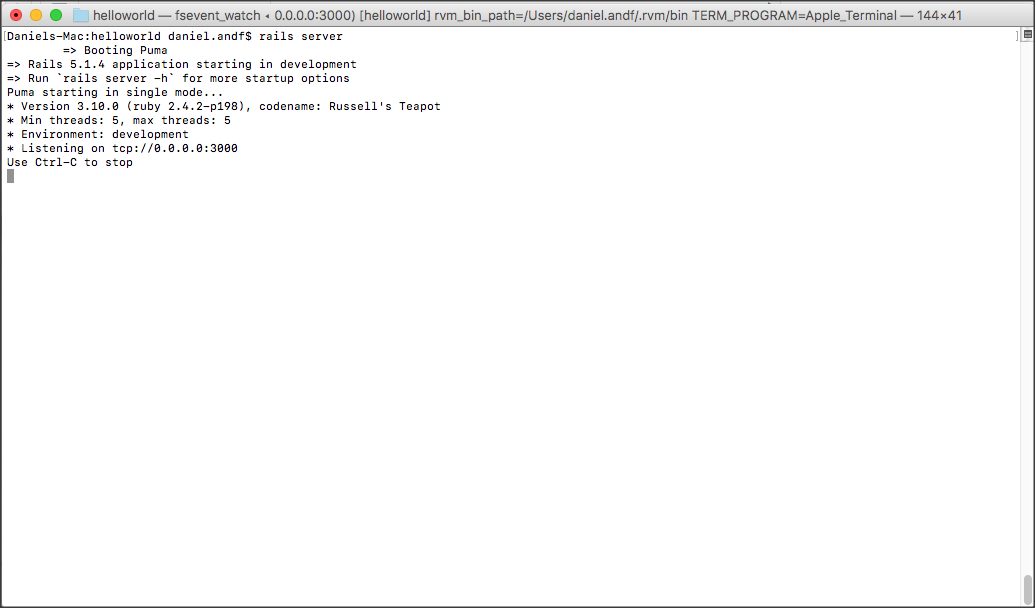 helloworld — fsevent_watch ◂ 0.0.0.0:3000) [helloworld] rvm_bin_path=/Users/daniel.andf/.rvm/bin TERM_PROGRAM=Apple_Terminal — 144×41
[Daniels-Mac:helloworld daniel.andf$ rails server ]
=> Booting Puma
=> Rails 5.1.4 application starting in development
=> Run `rails server -h` for more startup options
Puma starting in single mode...
* Version 3.10.0 (ruby 2.4.2-p198), codename: Russell's Teapot
* Min threads: 5, max threads: 5
* Environment: development
* Listening on tcp://0.0.0.0:3000
Use Ctrl-C to stop